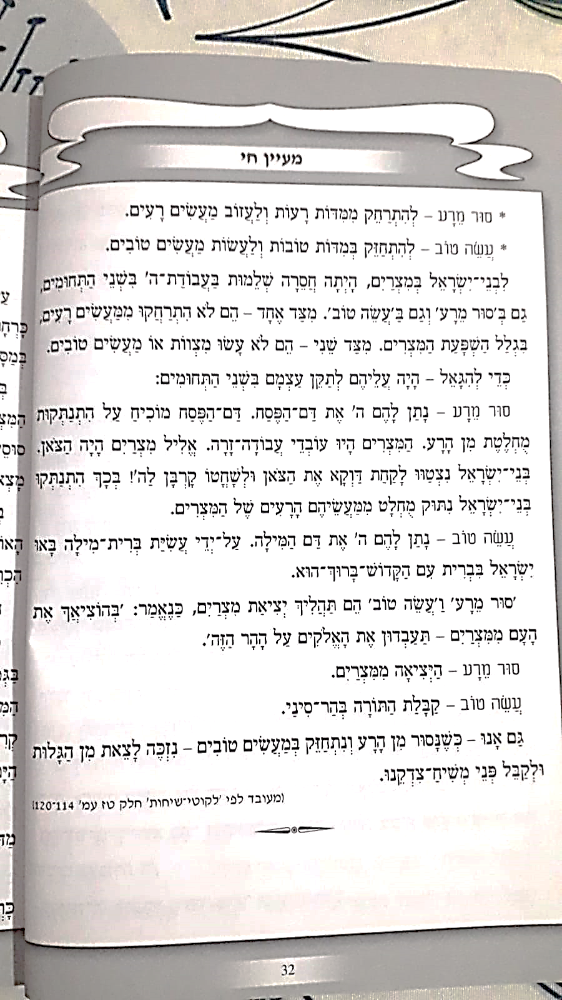 מעיין חי
* סוּר מֵרָע – לְהִתְרַחֵק מִמִּדּוֹת רָעוֹת וְלַעֲזוֹב מַעֲשִׂים רָעִים.
* עֲשֵׂה טוֹב – לְהִתְחַזֵּק בְּמִדּוֹת טוֹבוֹת וְלַעֲשׂוֹת מַעֲשִׂים טוֹבִים.
לִבְנֵי־יִשְׂרָאֵל בְּמִצְרַיִם, הָיְתָה חֲסֵרָה שְׁלֵמוּת בַּעֲבוֹדַת־ה' בִּשְׁנֵי הַתְּחוּמִים,
גַם בְּ'סוּר מֵרָע' וְגַם בַּ'עֲשֵׂה טוֹב'. מִצַּד אֶחָד – הֵם לֹא הִתְרַחֲקוּ מִמַּעֲשִׂים רָעִים,
בִּגְלַל הַשְׁפָּעַת הַמִּצְרִים. מִצַּד שֵׁנִי – הֵם לֹא עָשׂוּ מִצְווֹת אוֹ מַעֲשִׂים טוֹבִים.
כְּדֵי לְהִגָּאֵל – הָיָה עֲלֵיהֶם לְתַקֵּן עַצְמָם בִּשְׁנֵי הַתְּחוּמִים:
סוּר מֵרָע – נָתַן לָהֶם ה' אֶת דַּם־הַפֶּסַח. דַּם־הַפֶּסַח מוֹכִיחַ עַל הִתְנַתְּקוּת
מֻחְלֶטֶת מִן הָרָע. הַמִּצְרִים הָיוּ עוֹבְדֵי עֲבוֹדָה־זָרָה. אֱלִיל מִצְרַיִם הָיָה הַצֹּאן.
בְּנֵי־יִשְׂרָאֵל נִצְטַוּוּ לָקַחַת דַּוְקָא אֶת הַצֹּאן וּלְשָׁחֲטוֹ קָרְבָּן לַה'! בְּכָךְ הִתְנַתְּקוּ
בְּנֵי־יִשְׂרָאֵל נִתּוּק מֻחְלָט מִמַּעֲשֵׂיהֶם הָרָעִים שֶׁל הַמִּצְרִים.
עֲשֵׂה טוֹב – נָתַן לָהֶם ה' אֶת דַּם הַמִּילָה. עַל־יְדֵי עֲשִׂיַּת בְּרִית־מִילָה בָּאוּ
יִשְׂרָאֵל בִּבְרִית עִם הַקָּדוֹשׁ־בָּרוּךְ־הוּא.
'סוּר מֵרָע' וַ'עֲשֵׂה טוֹב' הֵם תַּהֲלִיךְ יְצִיאַת מִצְרַיִם, כַּנֶּאֱמַר: 'בְּהוֹצִיאֲךָ אֶת
הָעָם מִמִּצְרַיִם – תַּעַבְדוּן אֶת הָאֱלֹקִים עַל הָהָר הַזֶּה'.
סוּר מֵרָע – הַיְּצִיאָה מִמִּצְרַיִם.
עֲשֵׂה טוֹב – קַבָּלַת הַתּוֹרָה בְּהַר־סִינַי.
גַּם אָנוּ – כְּשֶׁנָּסוּר מִן הָרָע וְנִתְחַזֵּק בְּמַעֲשִׂים טוֹבִים – נִזְכֶּה לָצֵאת מִן הַגָּלוּת
וּלְקַבֵּל פְּנֵי מְשִׁיחַ־צִדְקֵנוּ.
(מעובד לפי 'לקוטי־שיחות' חלק טז עמ' 114־120)
32